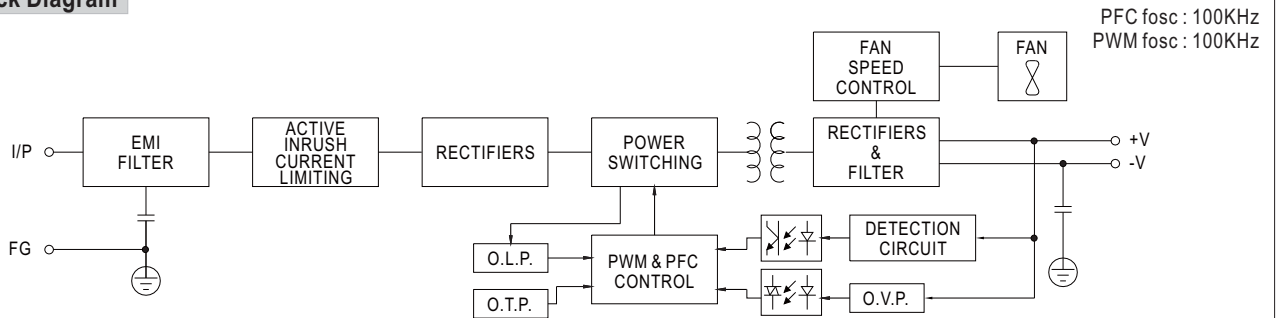 ck Diagram
PFC fosc : 100KHz
PWM fosc : 100KHz
FAN
SPEED
CONTROL
FAN
I/P
EMI
FILTER
ACTIVE
INRUSH
CURRENT
LIMITING
RECTIFIERS
POWER
SWITCHING
RECTIFIERS
&
FILTER
+V
-V
FG
O.L.P.
O.T.P.
PWM & PFC
CONTROL
DETECTION
CIRCUIT
O.V.P.